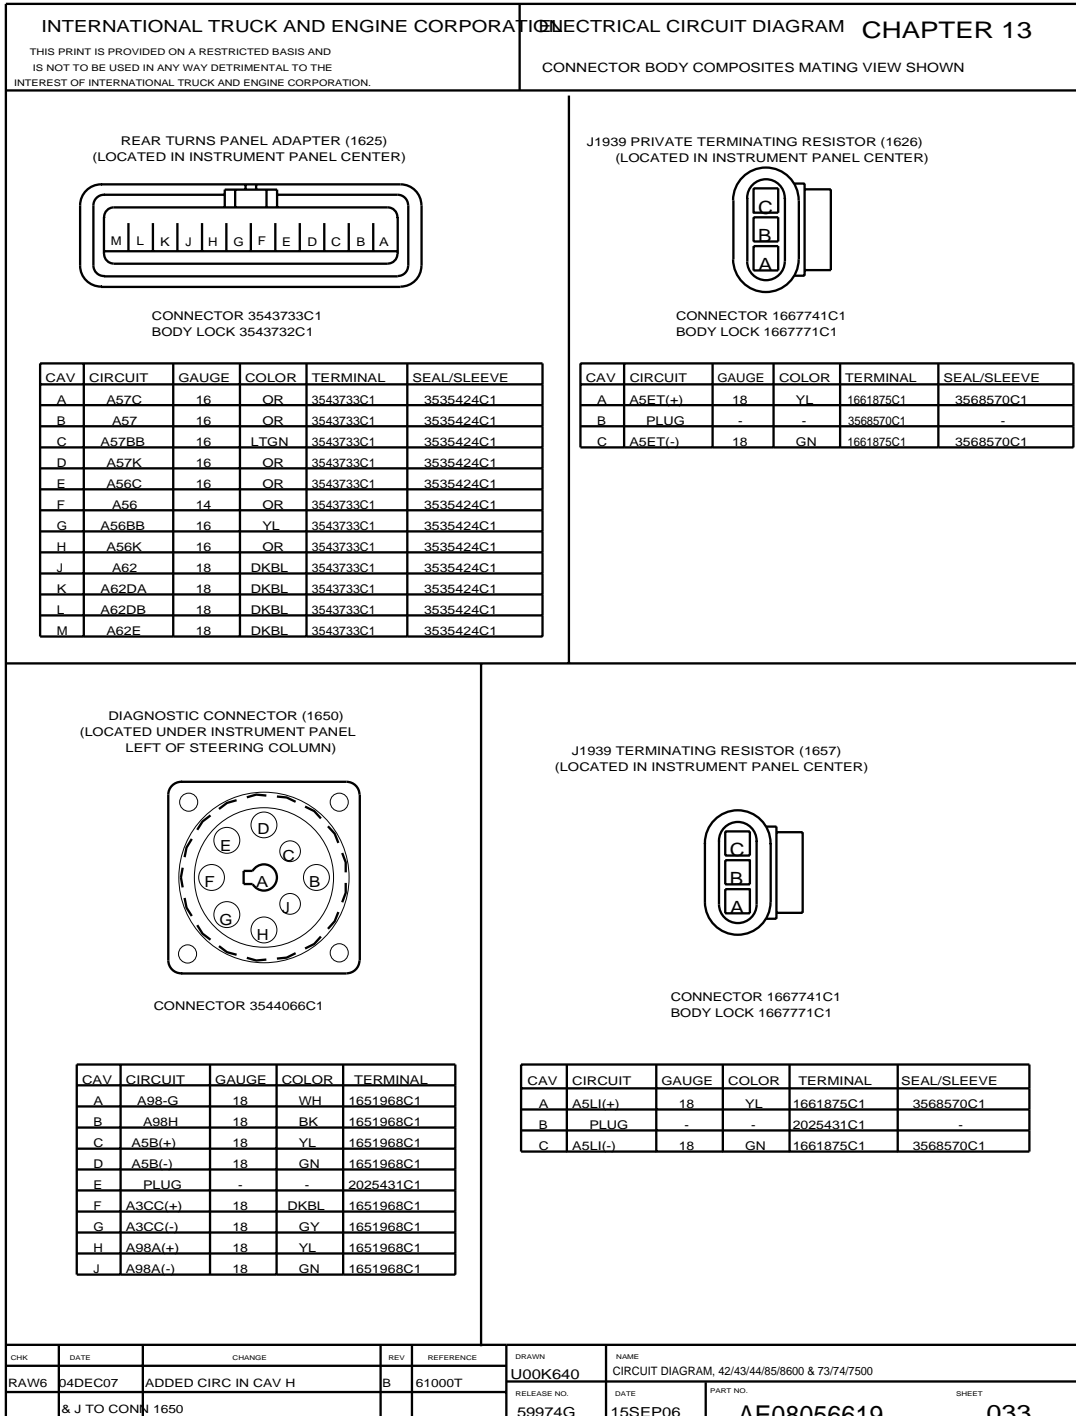 INTERNATIONAL TRUCK AND ENGINE CORPORATION
THIS PRINT IS PROVIDED ON A RESTRICTED BASIS AND
IS NOT TO BE USED IN ANY WAY DETRIMENTAL TO THE
INTEREST OF INTERNATIONAL TRUCK AND ENGINE CORPORATION.
ELECTRICAL CIRCUIT DIAGRAM CHAPTER 13
CONNECTOR BODY COMPOSITES MATING VIEW SHOWN
REAR TURNS PANEL ADAPTER (1625)
(LOCATED IN INSTRUMENT PANEL CENTER)
M L K J H G F E D C B A
CONNECTOR 3543733C1
BODY LOCK 3543732C1
CAV CIRCUIT GAUGE COLOR TERMINAL SEAL/SLEEVE
A A57C 16 OR 3543733C1 3535424C1
B A57 16 OR 3543733C1 3535424C1
C A57BB 16 LTGN 3543733C1 3535424C1
D A57K 16 OR 3543733C1 3535424C1
E A56C 16 OR 3543733C1 3535424C1
F A56 14 OR 3543733C1 3535424C1
G A56BB 16 YL 3543733C1 3535424C1
H A56K 16 OR 3543733C1 3535424C1
J A62 18 DKBL 3543733C1 3535424C1
K A62DA 18 DKBL 3543733C1 3535424C1
L A62DB 18 DKBL 3543733C1 3535424C1
M A62E 18 DKBL 3543733C1 3535424C1
J1939 PRIVATE TERMINATING RESISTOR (1626)
(LOCATED IN INSTRUMENT PANEL CENTER)
C
B
A
CONNECTOR 1667741C1
BODY LOCK 1667771C1
CAV CIRCUIT GAUGE COLOR TERMINAL SEAL/SLEEVE
A A5ET(+) 18 YL 1661875C1 3568570C1
B PLUG - - 3568570C1 -
C A5ET(-) 18 GN 1661875C1 3568570C1
DIAGNOSTIC CONNECTOR (1650)
(LOCATED UNDER INSTRUMENT PANEL
LEFT OF STEERING COLUMN)
D
E C
F A B
G J
H
CONNECTOR 3544066C1
CAV CIRCUIT GAUGE COLOR TERMINAL
A A98-G 18 WH 1651968C1
B A98H 18 BK 1651968C1
C A5B(+) 18 YL 1651968C1
D A5B(-) 18 GN 1651968C1
E PLUG - - 2025431C1
F A3CC(+) 18 DKBL 1651968C1
G A3CC(-) 18 GY 1651968C1
H A98A(+) 18 YL 1651968C1
J A98A(-) 18 GN 1651968C1
J1939 TERMINATING RESISTOR (1657)
(LOCATED IN INSTRUMENT PANEL CENTER)
C
B
A
CONNECTOR 1667741C1
BODY LOCK 1667771C1
CAV CIRCUIT GAUGE COLOR TERMINAL SEAL/SLEEVE
A A5LI(+) 18 YL 1661875C1 3568570C1
B PLUG - - 2025431C1 -
C A5LI(-) 18 GN 1661875C1 3568570C1
CHK DATE CHANGE REV REFERENCE
RAW6 04DEC07 ADDED CIRC IN CAV H B 61000T
& J TO CONN 1650
DRAWN NAME
U00K640 CIRCUIT DIAGRAM, 42/43/44/85/8600 & 73/74/7500
RELEASE NO. DATE PART NO. SHEET
59974G 15SEP06 AE08056619 033